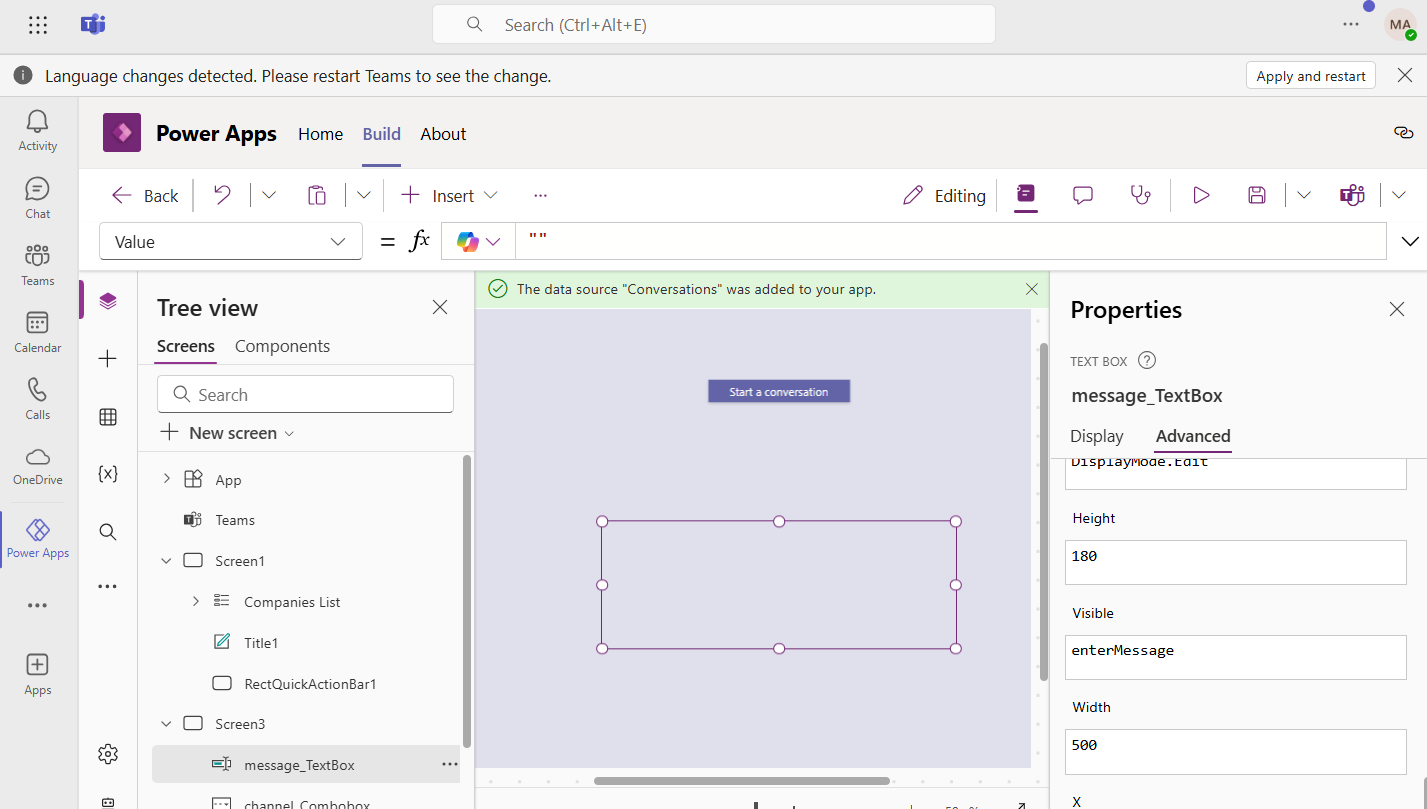 Search (Ctrl+Alt+E)
MA
Language changes detected. Please restart Teams to see the change.
Apply and restart
Activity
Chat
Teams
Calendar
Calls
OneDrive
Power Apps
Apps
Power Apps
Home
Build
About
Back
Insert
Editing
Value
= fx
""
Tree view
Screens
Components
Search
New screen
App
Teams
Screen1
Companies List
Title1
RectQuickActionBar1
Screen3
message_TextBox
channel_Combobox
The data source "Conversations" was added to your app.
Start a conversation
Properties
TEXT BOX
message_TextBox
Display
Advanced
DisplayMode.Edit
Height
180
Visible
enterMessage
Width
500
X